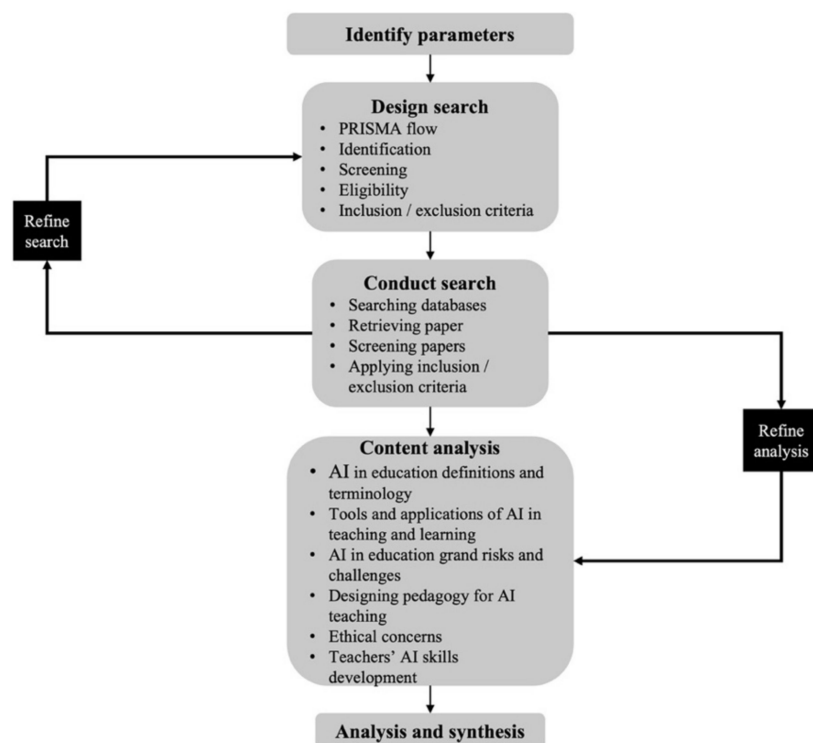 Identify parameters
Design search
• PRISMA flow
• Identification
• Screening
• Eligibility
• Inclusion / exclusion criteria
Refine
search
Conduct search
• Searching databases
• Retrieving paper
• Screening papers
• Applying inclusion /
exclusion criteria
Refine
analysis
Content analysis
• AI in education definitions and
terminology
• Tools and applications of AI in
teaching and learning
• AI in education grand risks and
challenges
• Designing pedagogy for AI
teaching
• Ethical concerns
• Teachers’ AI skills
development
Analysis and synthesis